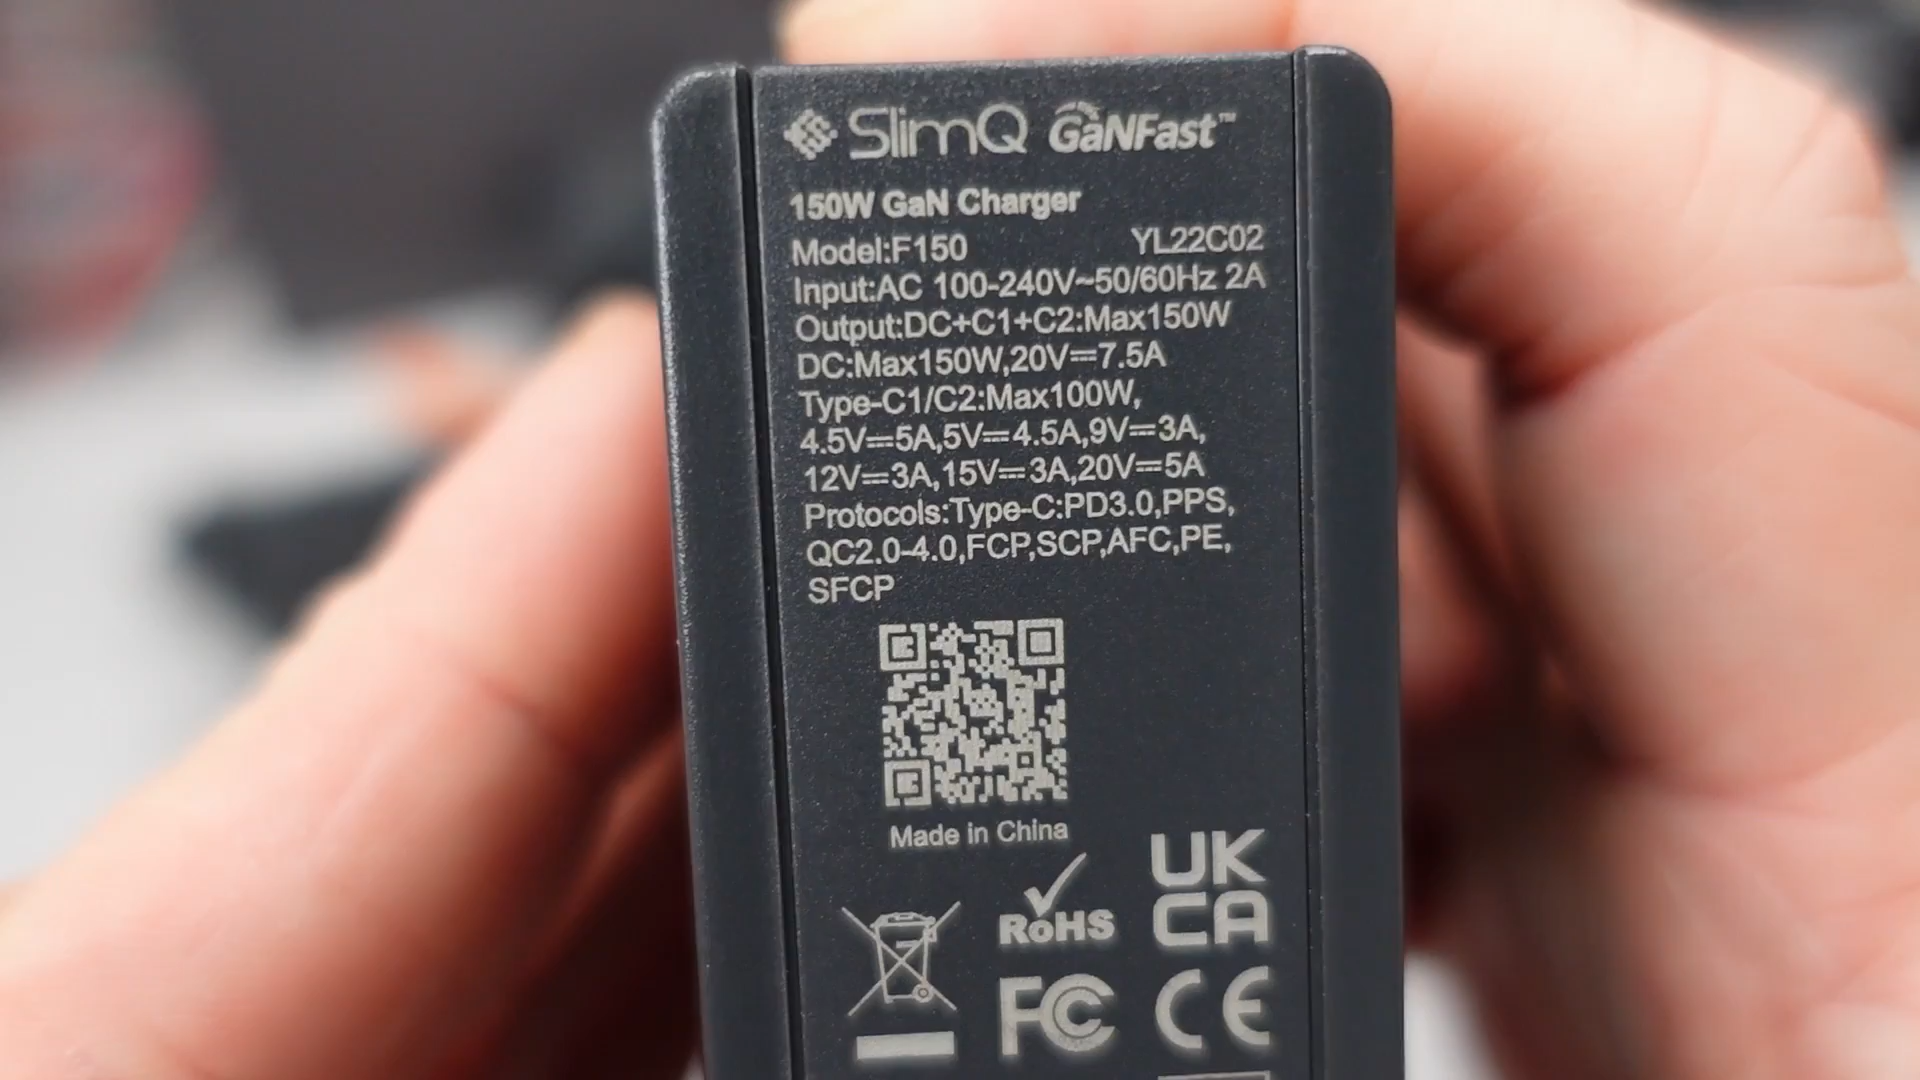 SlimQ GaNFast™
150W GaN Charger
Model:F150 YL22C02
Input:AC 100-240V~50/60Hz 2A
Output:DC+C1+C2:Max150W
DC:Max150W,20V⎓7.5A
Type-C1/C2:Max100W,
4.5V⎓5A,5V⎓4.5A,9V⎓3A,
12V⎓3A,15V⎓3A,20V⎓5A
Protocols:Type-C:PD3.0,PPS,
QC2.0-4.0,FCP,SCP,AFC,PE,
SFCP
Made in China
RoHS
UK
CA
FC CE